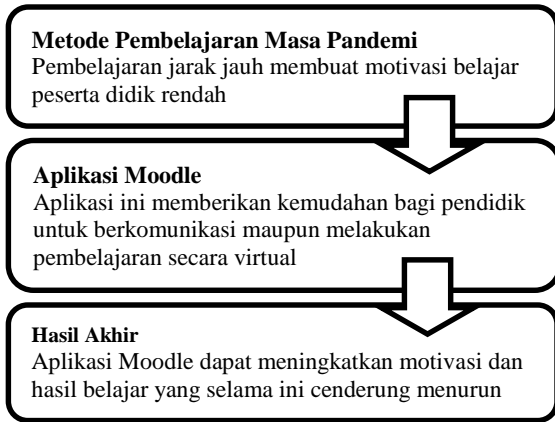 Metode Pembelajaran Masa Pandemi
Pembelajaran jarak jauh membuat motivasi belajar
peserta didik rendah
Aplikasi Moodle
Aplikasi ini memberikan kemudahan bagi pendidik
untuk berkomunikasi maupun melakukan
pembelajaran secara virtual
Hasil Akhir
Aplikasi Moodle dapat meningkatkan motivasi dan
hasil belajar yang selama ini cenderung menurun